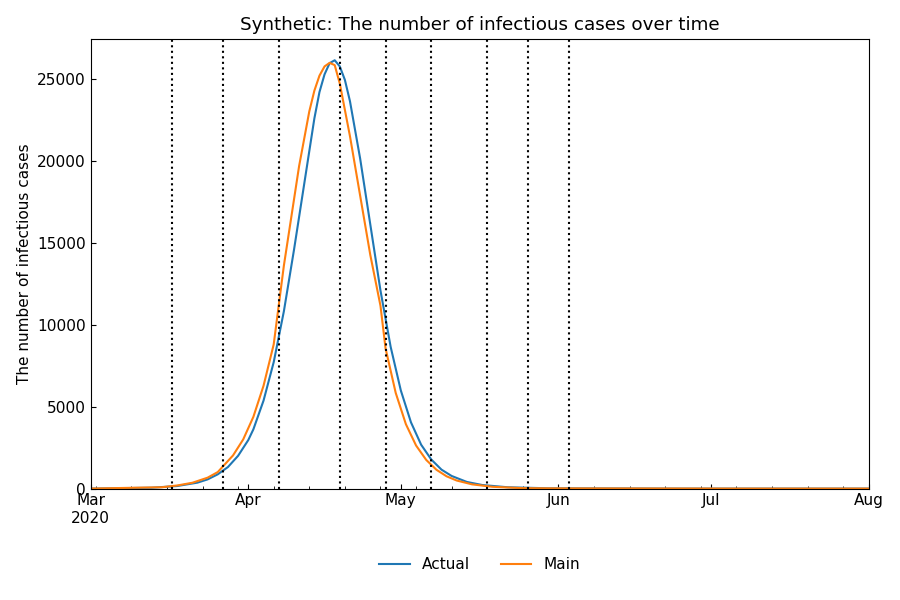 Synthetic: The number of infectious cases over time
The number of infectious cases
25000
20000
15000
10000
5000
0
Mar Apr May Jun Jul Aug
2020
Actual Main